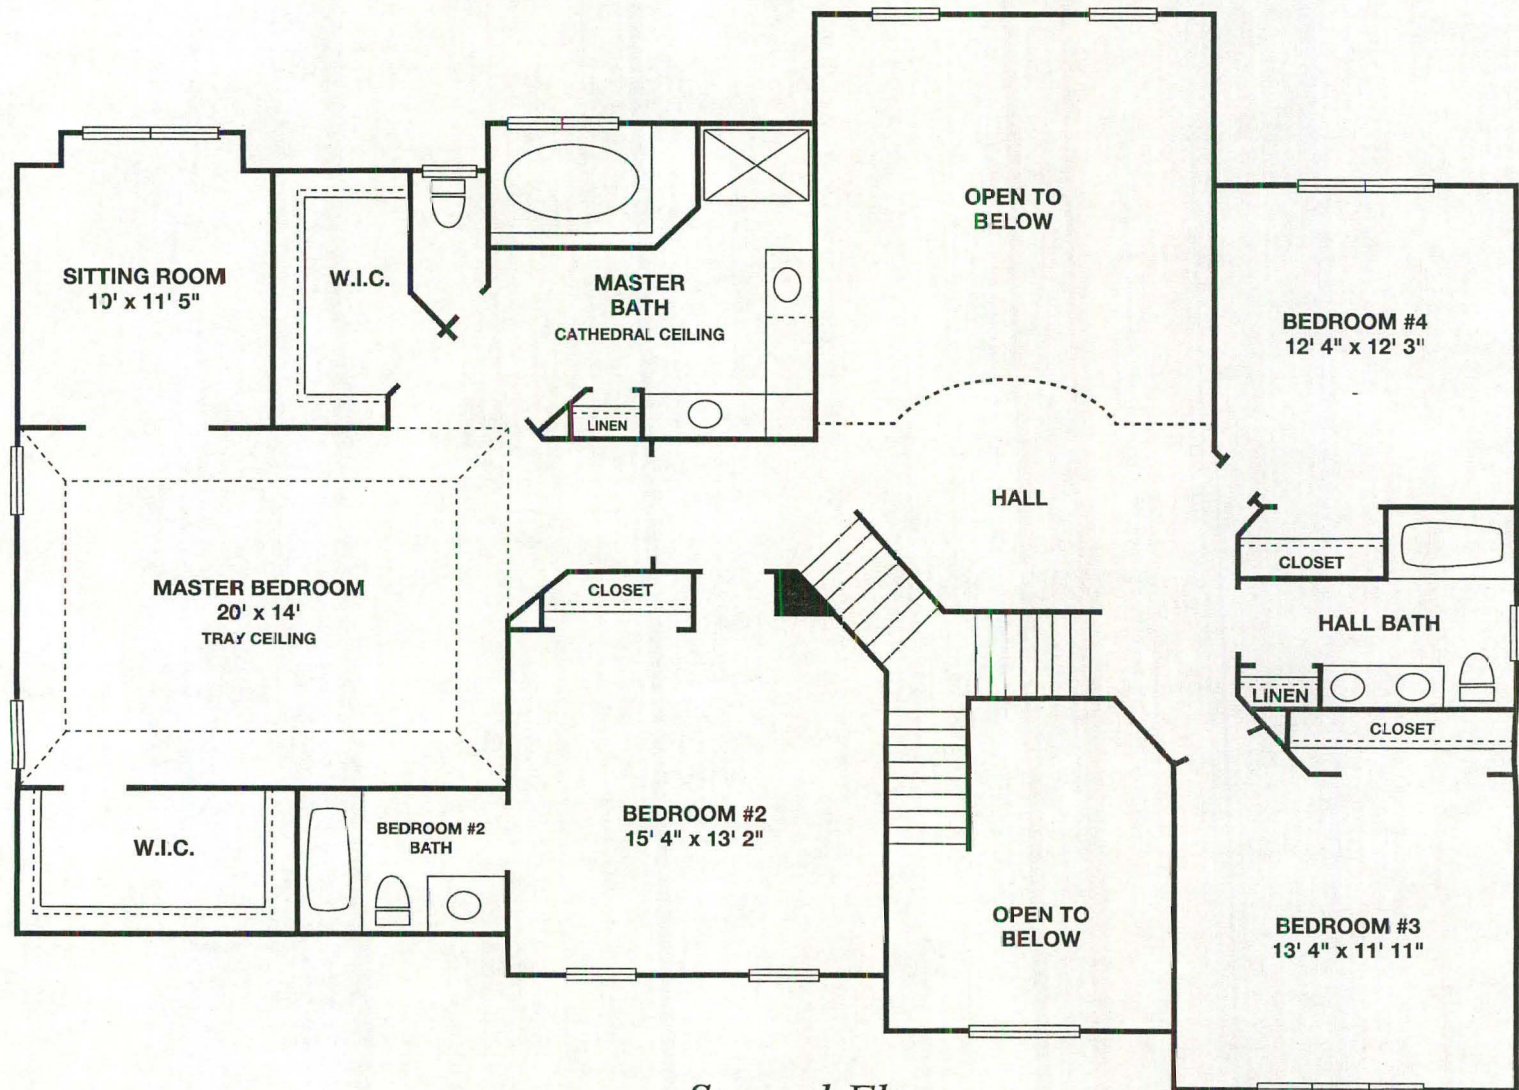 OPEN TO
BELOW
SITTING ROOM
10' x 11' 5"
W.I.C.
MASTER
BATH
CATHEDRAL CEILING
BEDROOM #4
12' 4" x 12' 3"
LINEN
HALL
CLOSET
MASTER BEDROOM
20' x 14'
TRAY CEILING
CLOSET
HALL BATH
LINEN
CLOSET
BEDROOM #2
BATH
W.I.C.
BEDROOM #2
15' 4" x 13' 2"
OPEN TO
BELOW
BEDROOM #3
13' 4" x 11' 11"